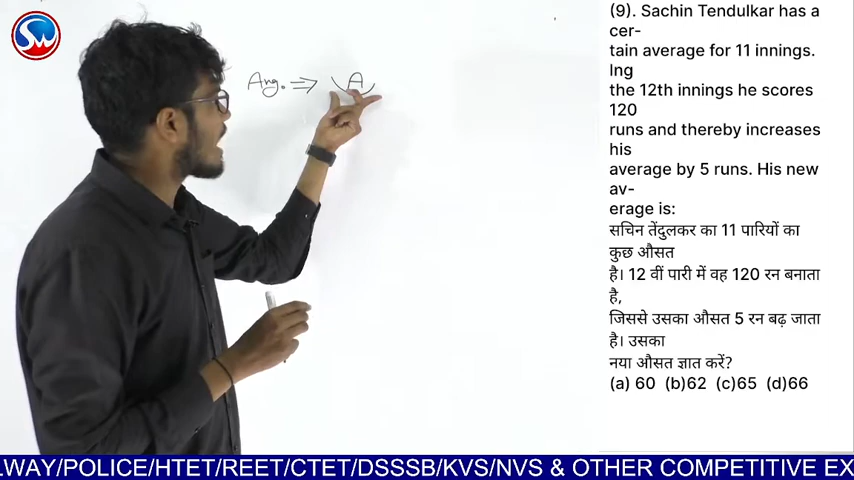 SW
Avg. ⇒ A
(9). Sachin Tendulkar has a
cer-
tain average for 11 innings.
Ing
the 12th innings he scores
120
runs and thereby increases
his
average by 5 runs. His new
av-
erage is:
सचिन तेंदुलकर का 11 पारियों का
कुछ औसत
है। 12 वीं पारी में वह 120 रन बनाता
है,
जिससे उसका औसत 5 रन बढ़ जाता
है। उसका
नया औसत ज्ञात करें?
(a) 60 (b)62 (c)65 (d)66
.WAY/POLICE/HTET/REET/CTET/DSSSB/KVS/NVS & OTHER COMPETITIVE EX